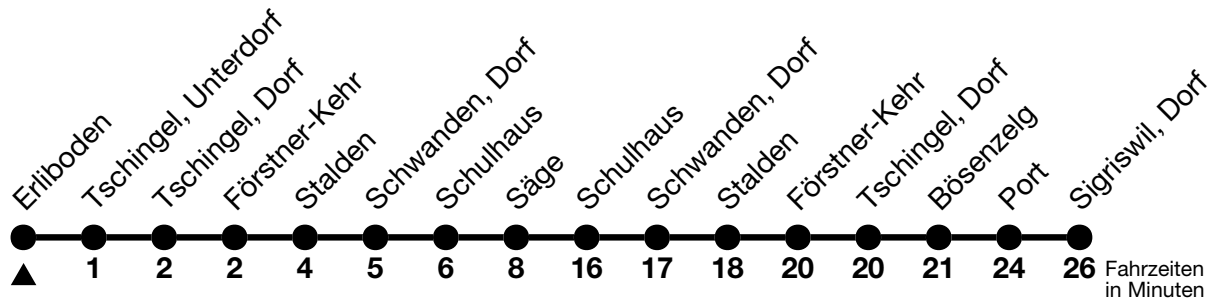 Erliboden
Tschingel, Unterdorf
Tschingel, Dorf
Förstner-Kehr
Stalden
Schwanden, Dorf
Schulhaus
Säge
Schulhaus
Schwanden, Dorf
Stalden
Förstner-Kehr
Tschingel, Dorf
Bösenzelg
Port
Sigriswil, Dorf
1 2 2 4 5 6 8 16 17 18 20 20 21 24 26 Fahrzeiten
in Minuten